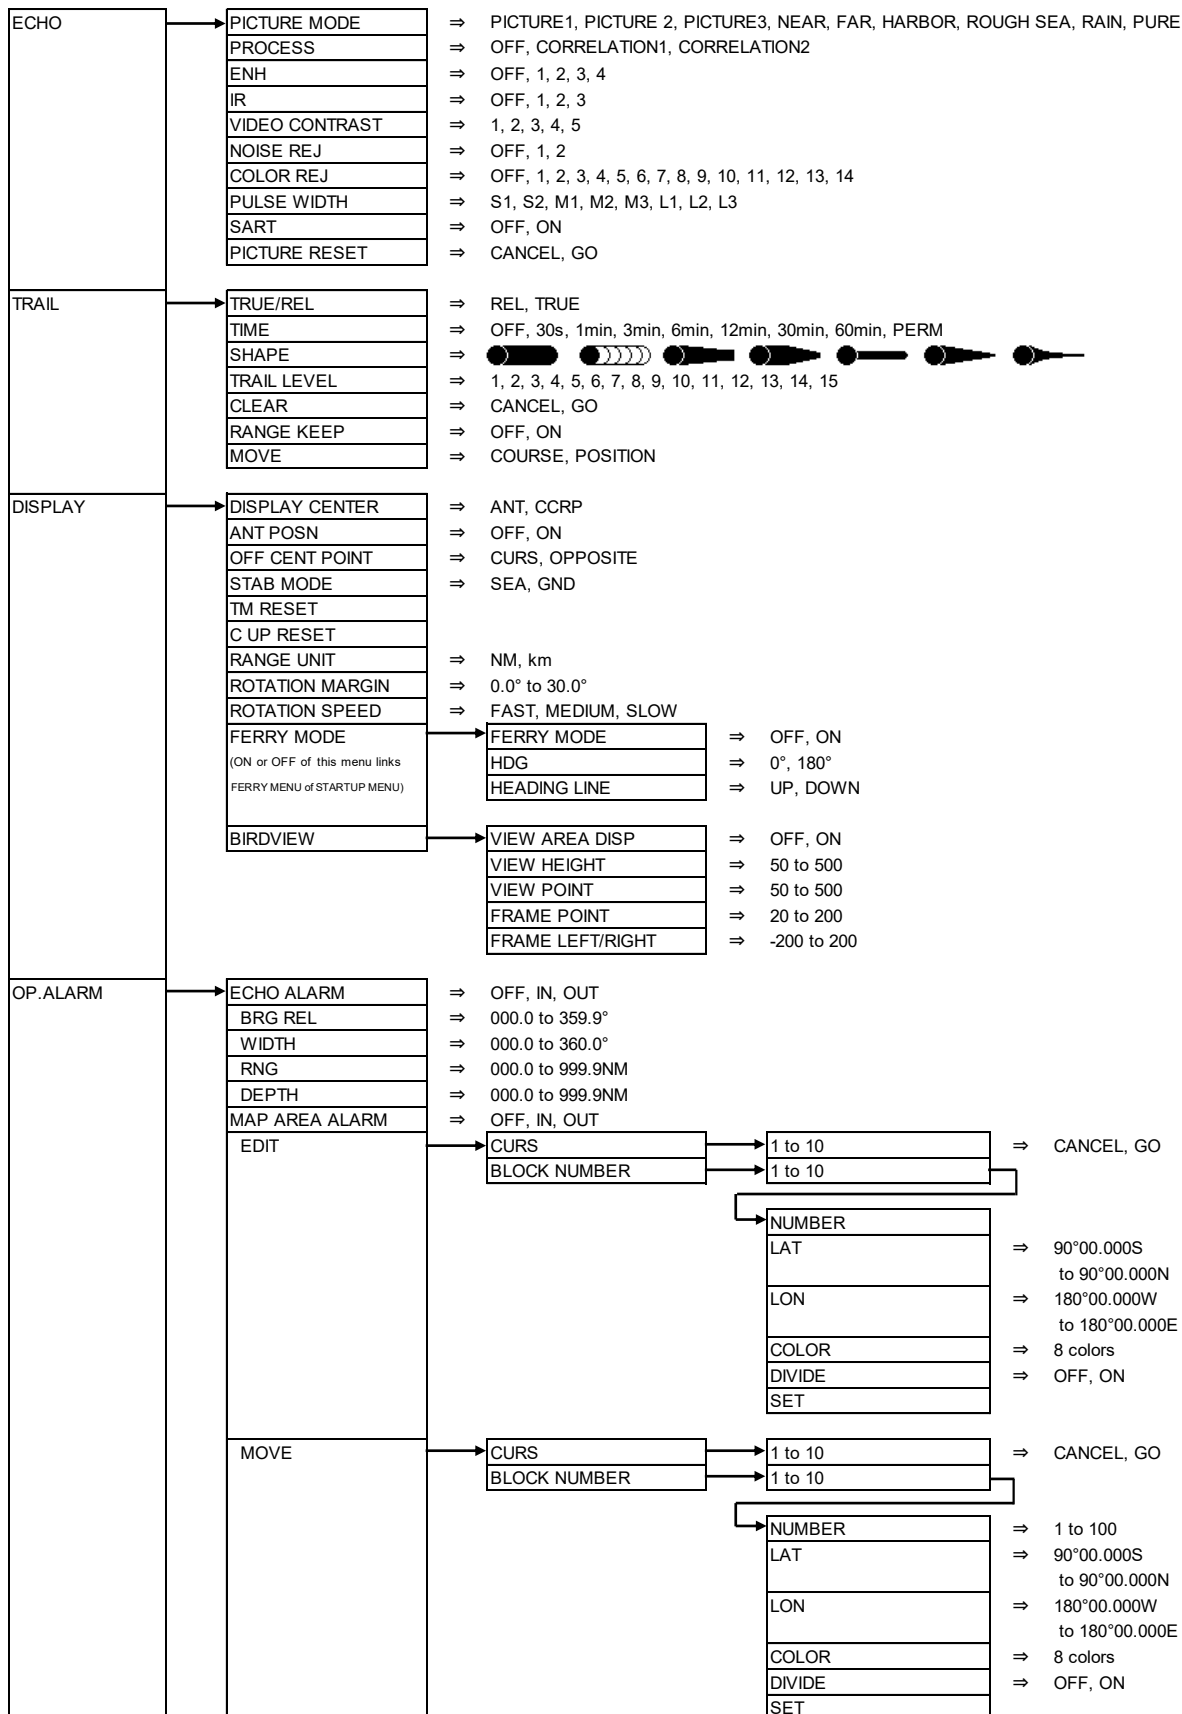 ECHO PICTURE MODE ⇒ PICTURE1, PICTURE 2, PICTURE3, NEAR, FAR, HARBOR, ROUGH SEA, RAIN, PURE
PROCESS ⇒ OFF, CORRELATION1, CORRELATION2
ENH ⇒ OFF, 1, 2, 3, 4
IR ⇒ OFF, 1, 2, 3
VIDEO CONTRAST ⇒ 1, 2, 3, 4, 5
NOISE REJ ⇒ OFF, 1, 2
COLOR REJ ⇒ OFF, 1, 2, 3, 4, 5, 6, 7, 8, 9, 10, 11, 12, 13, 14
PULSE WIDTH ⇒ S1, S2, M1, M2, M3, L1, L2, L3
SART ⇒ OFF, ON
PICTURE RESET ⇒ CANCEL, GO
TRAIL TRUE/REL ⇒ REL, TRUE
TIME ⇒ OFF, 30s, 1min, 3min, 6min, 12min, 30min, 60min, PERM
SHAPE ⇒
TRAIL LEVEL ⇒ 1, 2, 3, 4, 5, 6, 7, 8, 9, 10, 11, 12, 13, 14, 15
CLEAR ⇒ CANCEL, GO
RANGE KEEP ⇒ OFF, ON
MOVE ⇒ COURSE, POSITION
DISPLAY DISPLAY CENTER ⇒ ANT, CCRP
ANT POSN ⇒ OFF, ON
OFF CENT POINT ⇒ CURS, OPPOSITE
STAB MODE ⇒ SEA, GND
TM RESET
C UP RESET
RANGE UNIT ⇒ NM, km
ROTATION MARGIN ⇒ 0.0° to 30.0°
ROTATION SPEED ⇒ FAST, MEDIUM, SLOW
FERRY MODE FERRY MODE ⇒ OFF, ON
(ON or OFF of this menu links HDG ⇒ 0°, 180°
FERRY MENU of STARTUP MENU) HEADING LINE ⇒ UP, DOWN
BIRDVIEW VIEW AREA DISP ⇒ OFF, ON
VIEW HEIGHT ⇒ 50 to 500
VIEW POINT ⇒ 50 to 500
FRAME POINT ⇒ 20 to 200
FRAME LEFT/RIGHT ⇒ -200 to 200
OP.ALARM ECHO ALARM ⇒ OFF, IN, OUT
BRG REL ⇒ 000.0 to 359.9°
WIDTH ⇒ 000.0 to 360.0°
RNG ⇒ 000.0 to 999.9NM
DEPTH ⇒ 000.0 to 999.9NM
MAP AREA ALARM ⇒ OFF, IN, OUT
EDIT CURS 1 to 10 ⇒ CANCEL, GO
BLOCK NUMBER 1 to 10
NUMBER
LAT ⇒ 90°00.000S
to 90°00.000N
LON ⇒ 180°00.000W
to 180°00.000E
COLOR ⇒ 8 colors
DIVIDE ⇒ OFF, ON
SET
MOVE CURS 1 to 10 ⇒ CANCEL, GO
BLOCK NUMBER 1 to 10
NUMBER ⇒ 1 to 100
LAT ⇒ 90°00.000S
to 90°00.000N
LON ⇒ 180°00.000W
to 180°00.000E
COLOR ⇒ 8 colors
DIVIDE ⇒ OFF, ON
SET